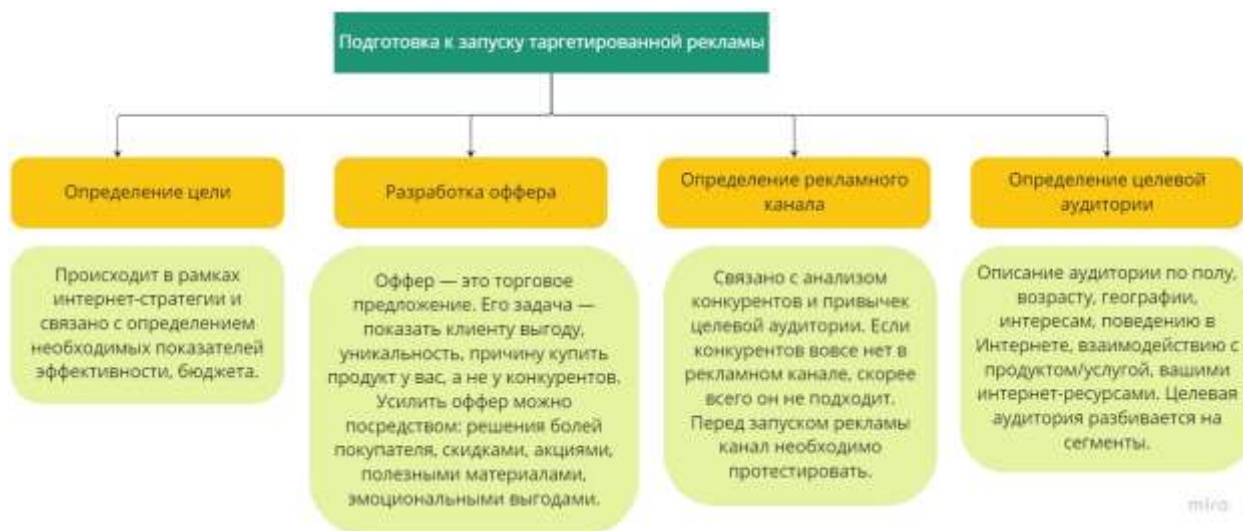 Подготовка к запуску таргетированной рекламы
Определение цели
Происходит в рамках
интернет-стратегии и
связано с определением
необходимых показателей
эффективности, бюджета.
Разработка оффера
Оффер — это торговое
предложение. Его задача —
показать клиенту выгоду,
уникальность, причину купить
продукт у вас, а не у конкурентов.
Усилить оффер можно
посредством: решения болей
покупателя, скидками, акциями,
полезными материалами,
эмоциональными выгодами.
Определение рекламного
канала
Связано с анализом
конкурентов и привычек
целевой аудитории. Если
конкурентов вовсе нет в
рекламном канале, скорее
всего он не подходит.
Перед запуском рекламы
канал необходимо
протестировать.
Определение целевой
аудитории
Описание аудитории по полу,
возрасту, географии,
интересам, поведению в
Интернете, взаимодействию с
продуктом/услугой, вашими
интернет-ресурсами. Целевая
аудитория разбивается на
сегменты.
miro